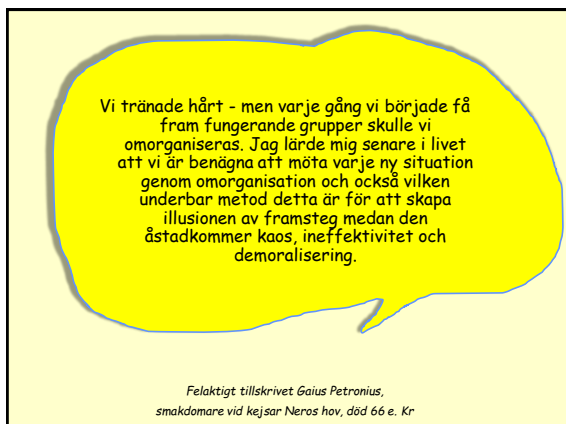 Vi tränade hårt - men varje gång vi började få
fram fungerande grupper skulle vi
omorganiseras. Jag lärde mig senare i livet
att vi är benägna att möta varje ny situation
genom omorganisation och också vilken
underbar metod detta är för att skapa
illusionen av framsteg medan den
åstadkommer kaos, ineffektivitet och
demoralisering.
Felaktigt tillskrivet Gaius Petronius,
smakdomare vid kejsar Neros hov, död 66 e. Kr